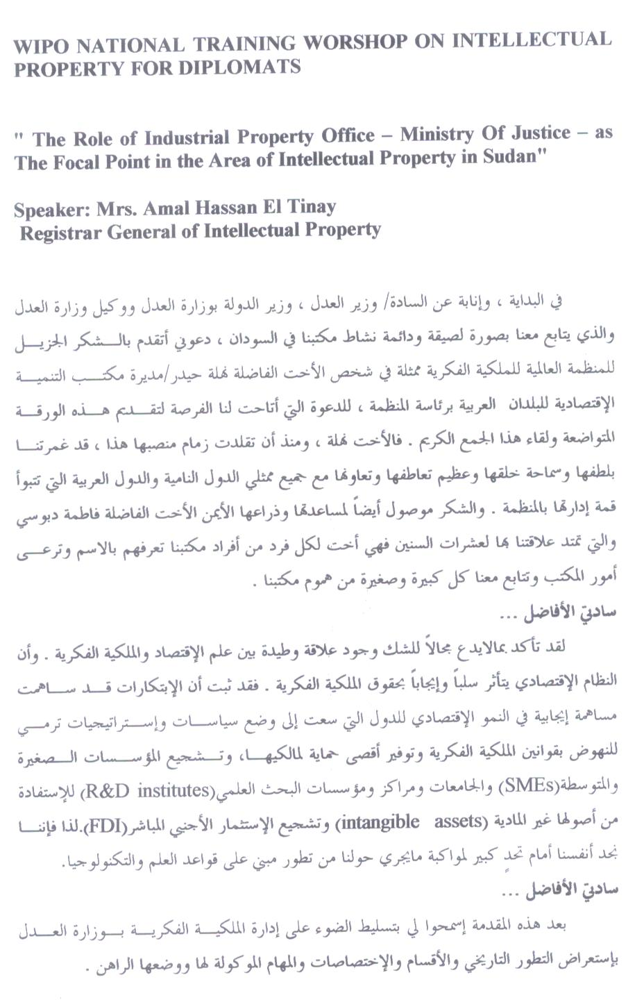 WIPO NATIONAL TRAINING WORSHOP ON INTELLECTUAL
PROPERTY FOR DIPLOMATS
" The Role of Industrial Property Office – Ministry Of Justice – as
The Focal Point in the Area of Intellectual Property in Sudan"
Speaker: Mrs. Amal Hassan El Tinay
Registrar General of Intellectual Property
في البداية ، وإنابة عن السادة/ وزير العدل ، وزير الدولة بوزارة العدل ووكيل وزارة العدل
والذي يتابع معنا بصورة لصيقة ودائمة نشاط مكتبنا في السودان ، دعوني أتقدم بالشكر الجزيل
للمنظمة العالمية للملكية الفكرية ممثلة في شخص الأخت الفاضلة نهلة حيدر/مديرة مكتب التنمية
الإقتصادية للبلدان العربية برئاسة المنظمة ، للدعوة التي أتاحت لنا الفرصة لتقديم هذه الورقة
المتواضعة ولقاء هذا الجمع الكريم . فالأخت نهلة ، ومنذ أن تقلدت زمام منصبها هذا ، قد غمرتنا
بلطفها وسماحة خلقها وعظيم تعاطفها وتعاونها مع جميع ممثلي الدول النامية والدول العربية التي تتبوأ
قمة إدارتها بالمنظمة . والشكر موصول أيضاً لمساعدتها وذراعها الأيمن الأخت الفاضلة فاطمة دبوسي
والتي تمتد علاقتنا بها لعشرات السنين فهي أخت لكل فرد من أفراد مكتبنا تعرفهم بالاسم وترعى
أمور المكتب وتتابع معنا كل كبيرة وصغيرة من هموم مكتبنا .
سادتي الأفاضل ...
لقد تأكد بمالايدع مجالاً للشك وجود علاقة وطيدة بين علم الإقتصاد والملكية الفكرية . وأن
النظام الإقتصادي يتأثر سلباً وإيجاباً بحقوق الملكية الفكرية . فقد ثبت أن الإبتكارات قد ساهمت
مساهمة إيجابية في النمو الإقتصادي للدول التي سعت إلى وضع سياسات وإستراتيجيات ترمي
للنهوض بقوانين الملكية الفكرية وتوفير أقصى حماية لمالكيها، وتشجيع المؤسسات الصغيرة
والمتوسطة(SMEs) والجامعات ومراكز ومؤسسات البحث العلمي(R&D institutes) للإستفادة
من أصولها غير المادية (intangible assets) وتشجيع الإستثمار الأجنبي المباشر(FDI).لذا فإننا
نجد أنفسنا أمام تحدٍ كبير لمواكبة مايجري حولنا من تطور مبني على قواعد العلم والتكنولوجيا.
سادتي الأفاضل ...
بعد هذه المقدمة إسمحوا لي بتسليط الضوء على إدارة الملكية الفكرية بوزارة العدل
بإستعراض التطور التاريخي والأقسام والإختصاصات والمهام الموكولة لها ووضعها الراهن .